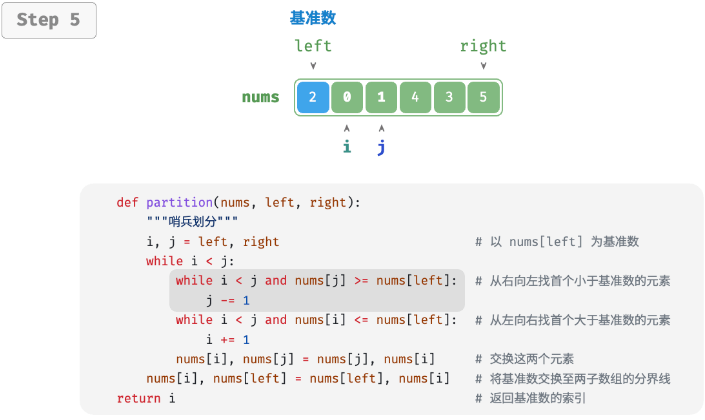 Step 5
基准数
left right
nums 2 0 1 4 3 5
i j
def partition(nums, left, right):
"""哨兵划分"""
i, j = left, right # 以 nums[left] 为基准数
while i < j:
while i < j and nums[j] >= nums[left]: # 从右向左找首个小于基准数的元素
j -= 1
while i < j and nums[i] <= nums[left]: # 从左向右找首个大于基准数的元素
i += 1
nums[i], nums[j] = nums[j], nums[i] # 交换这两个元素
nums[i], nums[left] = nums[left], nums[i] # 将基准数交换至两子数组的分界线
return i # 返回基准数的索引